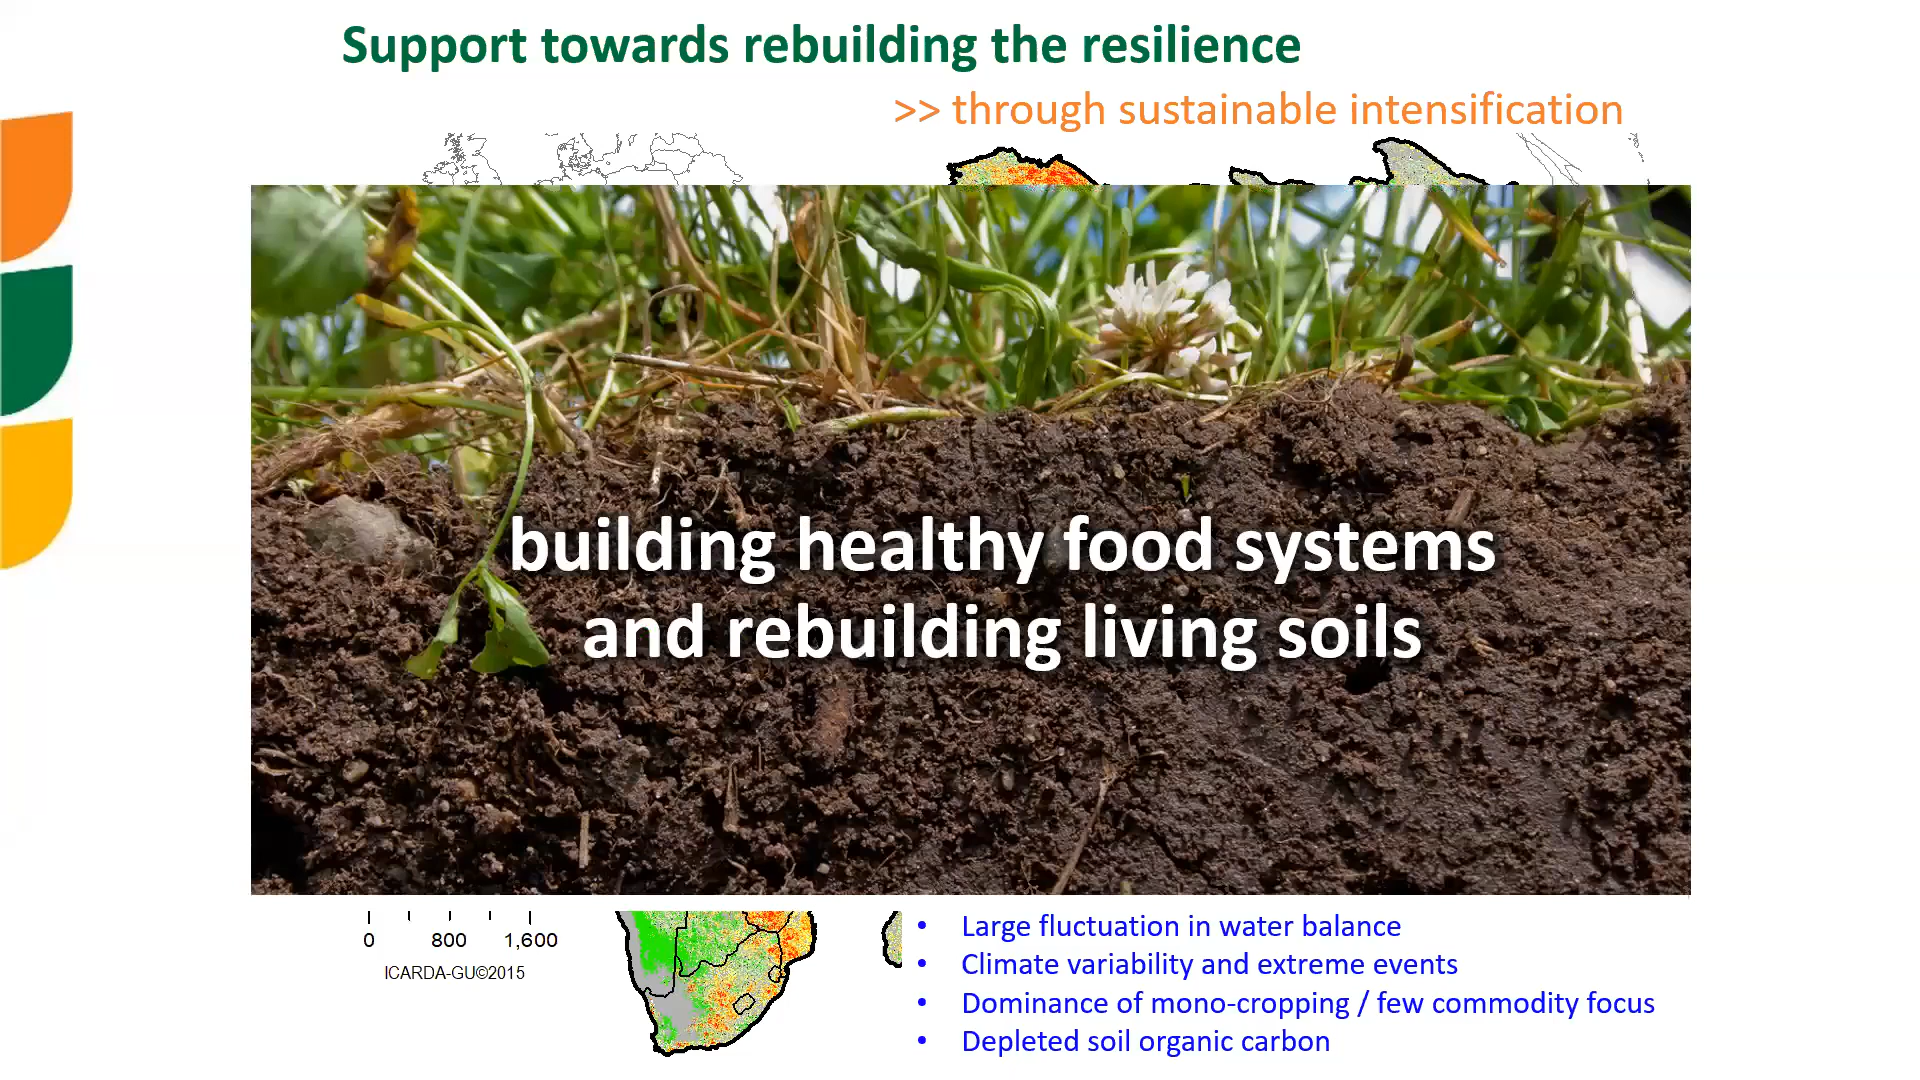 Support towards rebuilding the resilience
>> through sustainable intensification
building healthy food systems
and rebuilding living soils
0 800 1,600
ICARDA-GU©2015
• Large fluctuation in water balance
• Climate variability and extreme events
• Dominance of mono-cropping / few commodity focus
• Depleted soil organic carbon